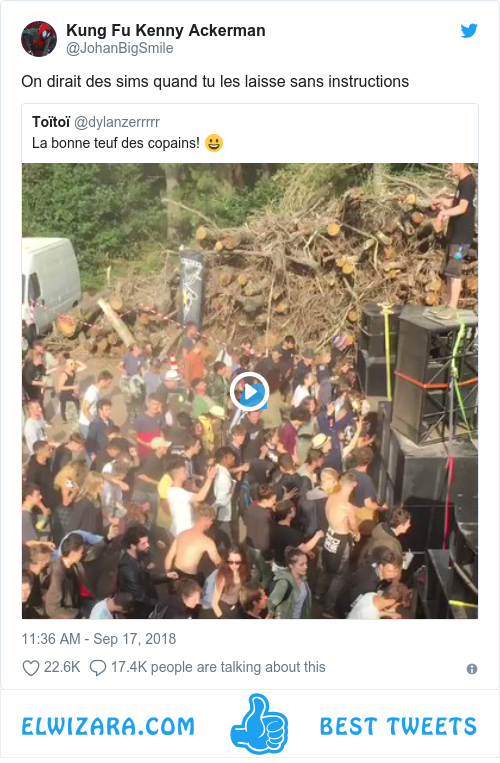 Kung Fu Kenny Ackerman
@JohanBigSmile
On dirait des sims quand tu les laisse sans instructions
Toïtoï @dylanzerrrrr
La bonne teuf des copains! 😃
11:36 AM - Sep 17, 2018
22.6K 17.4K people are talking about this
ELWIZARA.COM BEST TWEETS